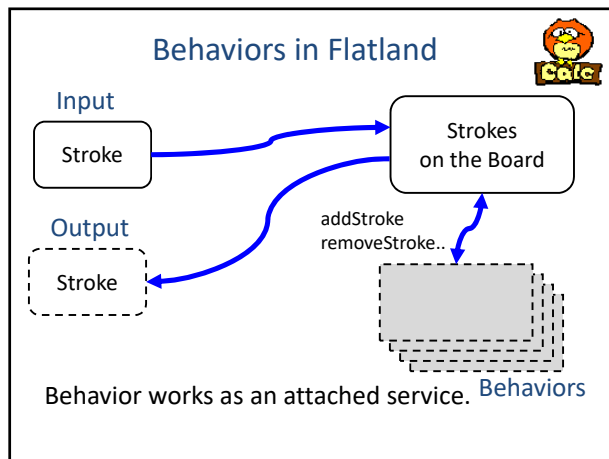 Behaviors in Flatland
Calc
Input
Stroke
Strokes
on the Board
Output
Stroke
addStroke
removeStroke..
Behaviors
Behavior works as an attached service.